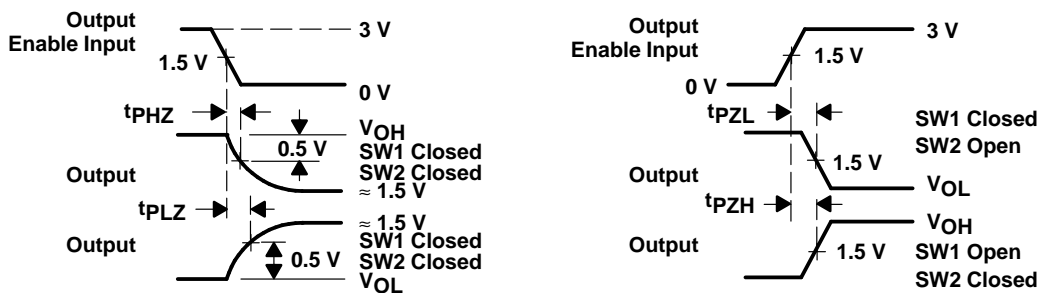 Output
Enable Input
3 V
1.5 V
0 V
tPHZ
VOH
0.5 V
SW1 Closed
SW2 Closed
Output
≈ 1.5 V
tPLZ
≈ 1.5 V
SW1 Closed
Output
0.5 V
SW2 Closed
VOL
Output
Enable Input
3 V
1.5 V
0 V
tPZL
SW1 Closed
SW2 Open
1.5 V
Output
VOL
tPZH
VOH
Output
1.5 V
SW1 Open
SW2 Closed